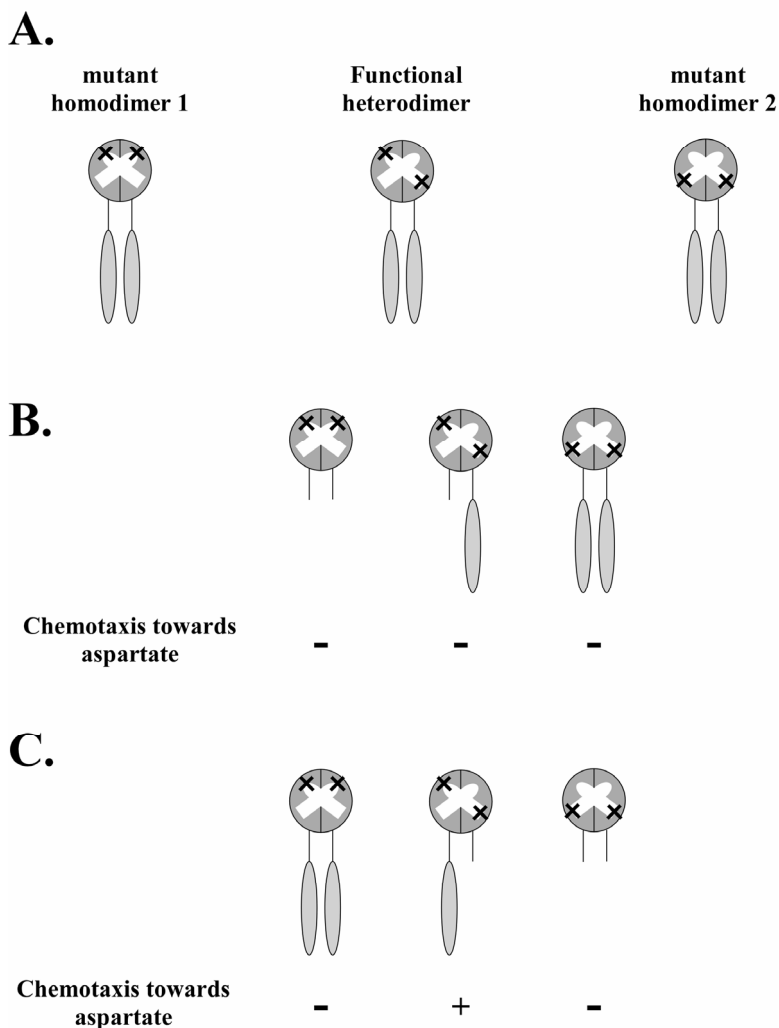 A.
mutant homodimer 1
Functional heterodimer
mutant homodimer 2
B.
Chemotaxis towards
aspartate
- - -
C.
Chemotaxis towards
aspartate
- + -